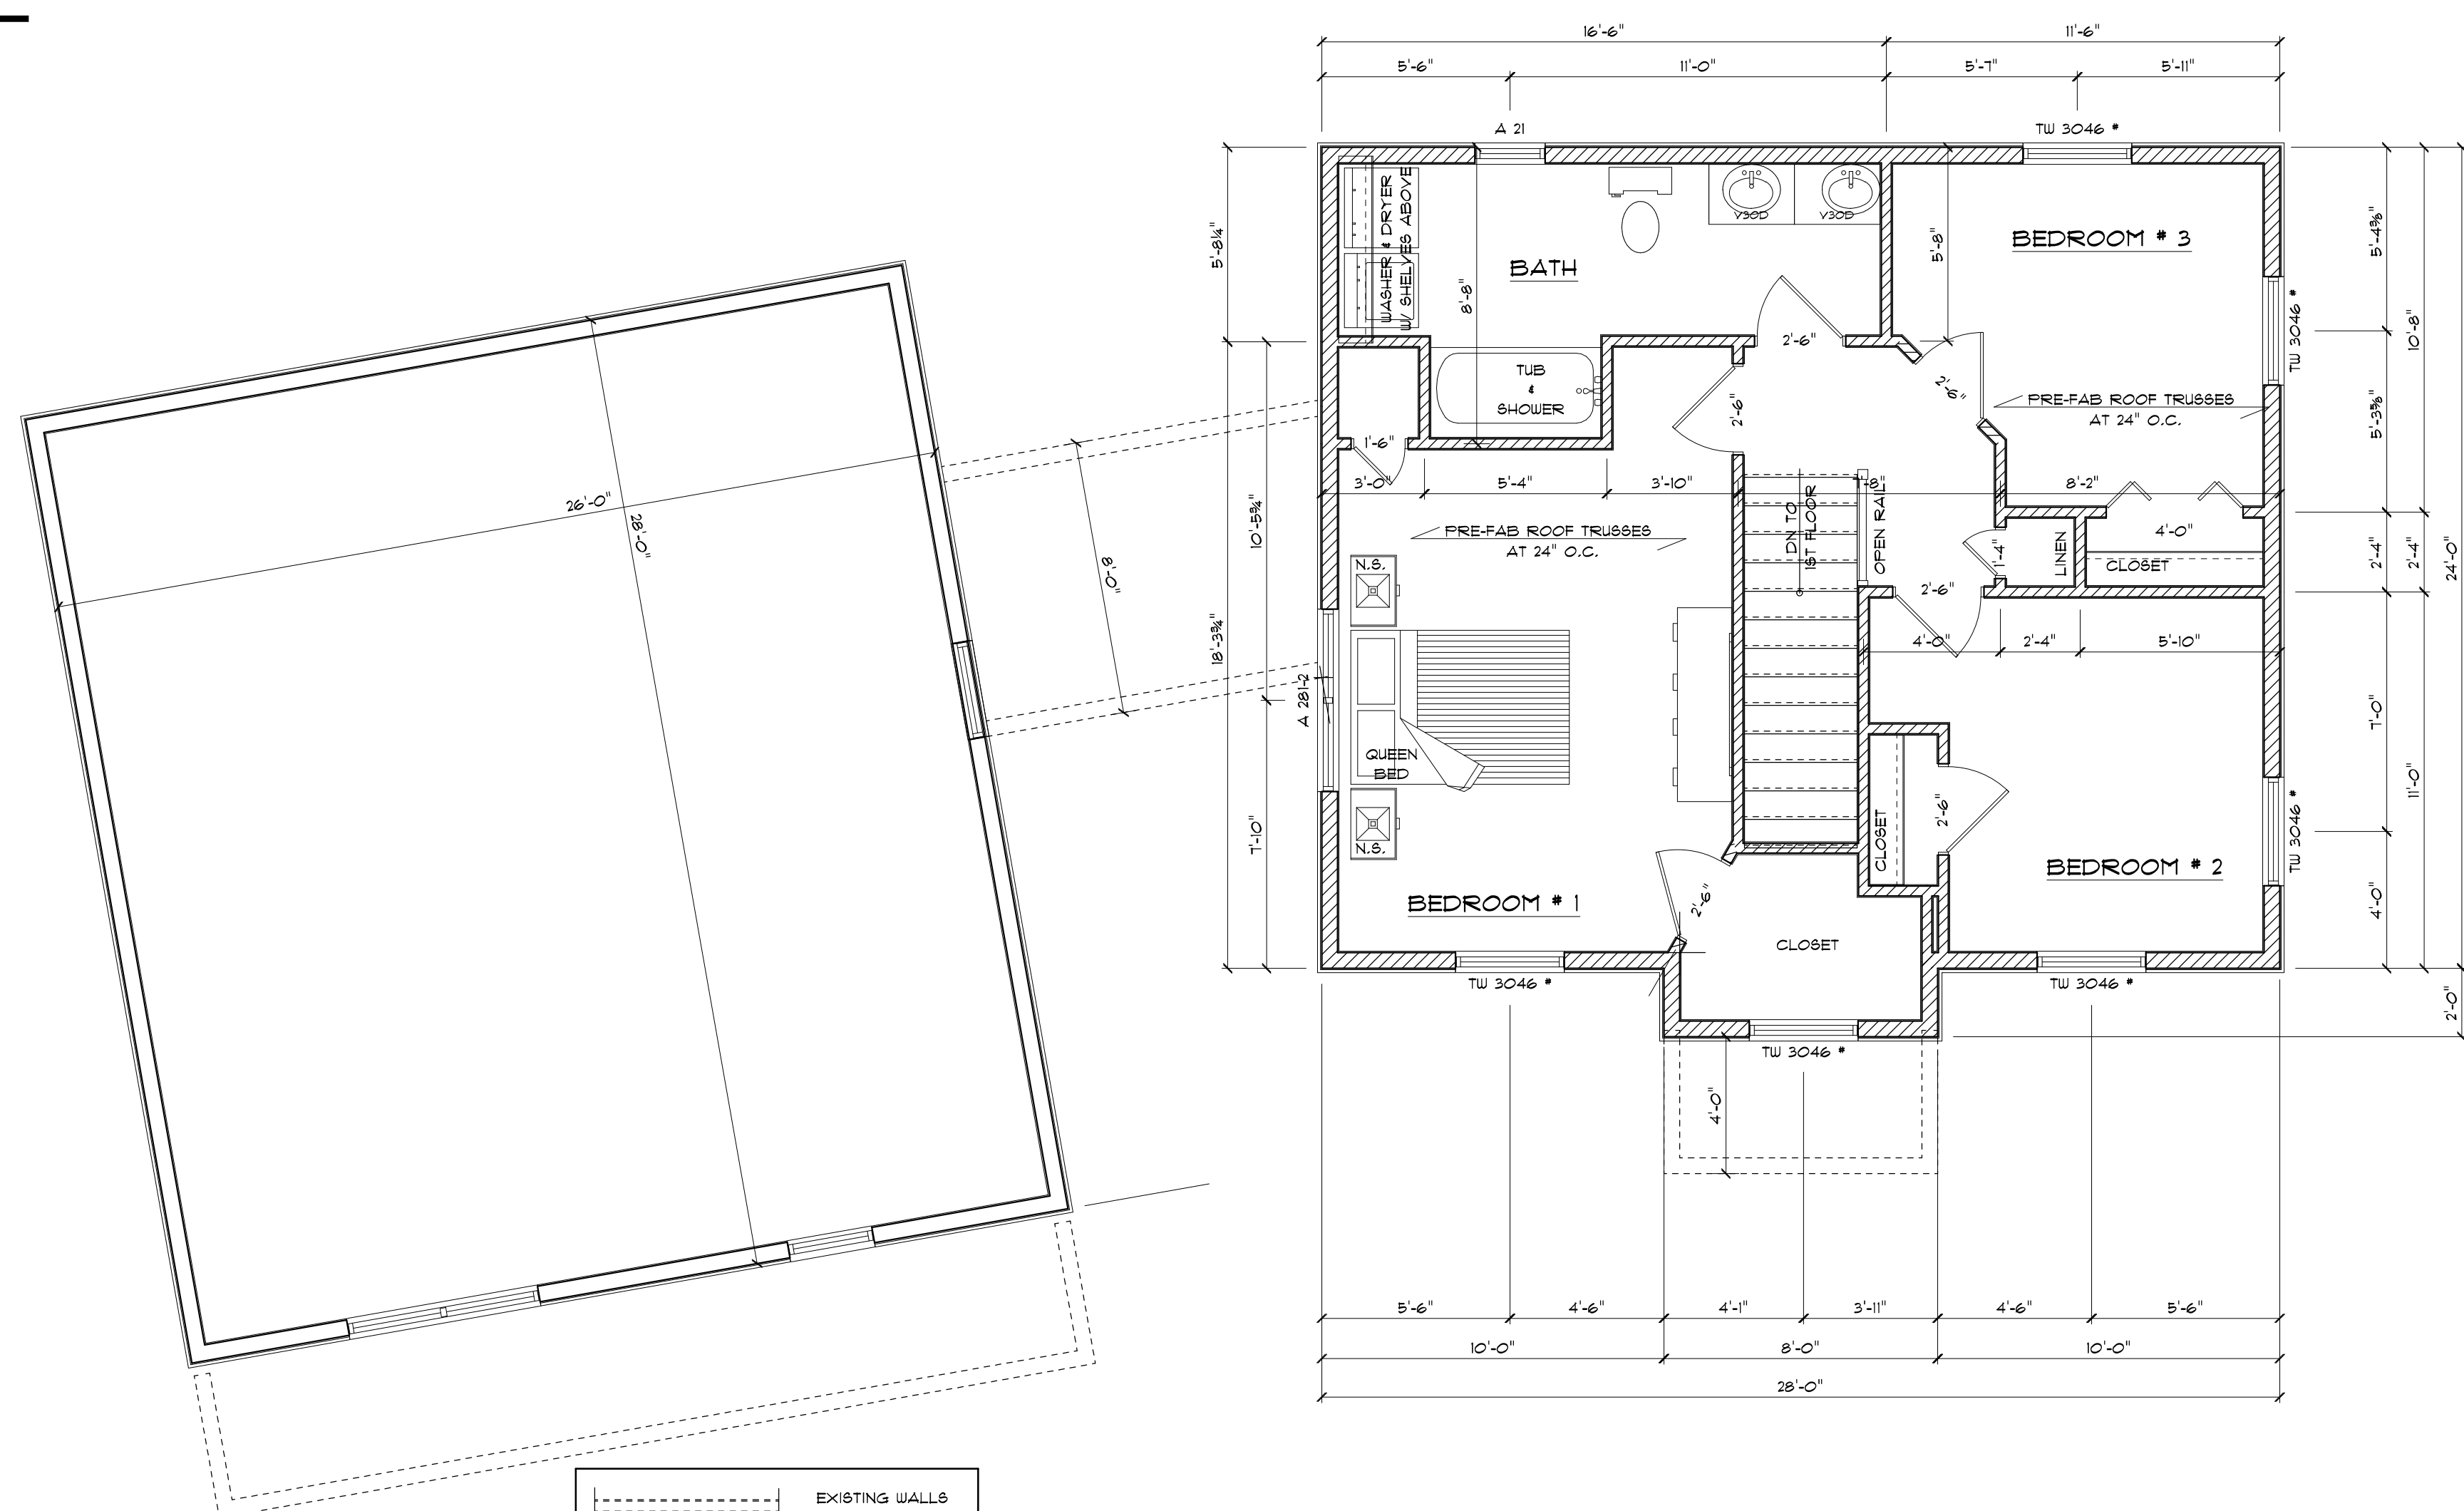 16'-6"
11'-6"
5'-6"
11'-0"
5'-7"
5'-11"
A 21
TW 3046 #
WASHER & DRYER
W/ SHELVES ABOVE
V30D
V30D
5'-8¼"
BATH
8'-8"
5'-8"
BEDROOM # 3
5'-4⅜"
10'-8"
TW 3046 #
2'-6"
TUB
&
SHOWER
2'-6"
2'-6"
PRE-FAB ROOF TRUSSES
AT 24" O.C.
5'-3⅝"
1'-6"
3'-0"
5'-4"
3'-10"
8'-2"
26'-0"
28'-0"
8'-0"
10'-5¾"
18'-3¾"
PRE-FAB ROOF TRUSSES
AT 24" O.C.
DN TO
1ST FLOOR
OPEN RAIL
1'-4"
LINEN
4'-0"
CLOSET
2'-4"
2'-4"
24'-0"
N.S.
2'-6"
4'-0"
2'-4"
5'-10"
A 281-2
QUEEN
BED
7'-0"
11'-0"
7'-10"
N.S.
CLOSET
2'-6"
TW 3046 #
BEDROOM # 2
4'-0"
BEDROOM # 1
2'-6"
CLOSET
TW 3046 #
TW 3046 #
2'-0"
TW 3046 #
4'-0"
5'-6"
4'-6"
4'-1"
3'-11"
4'-6"
5'-6"
10'-0"
8'-0"
10'-0"
28'-0"
EXISTING WALLS